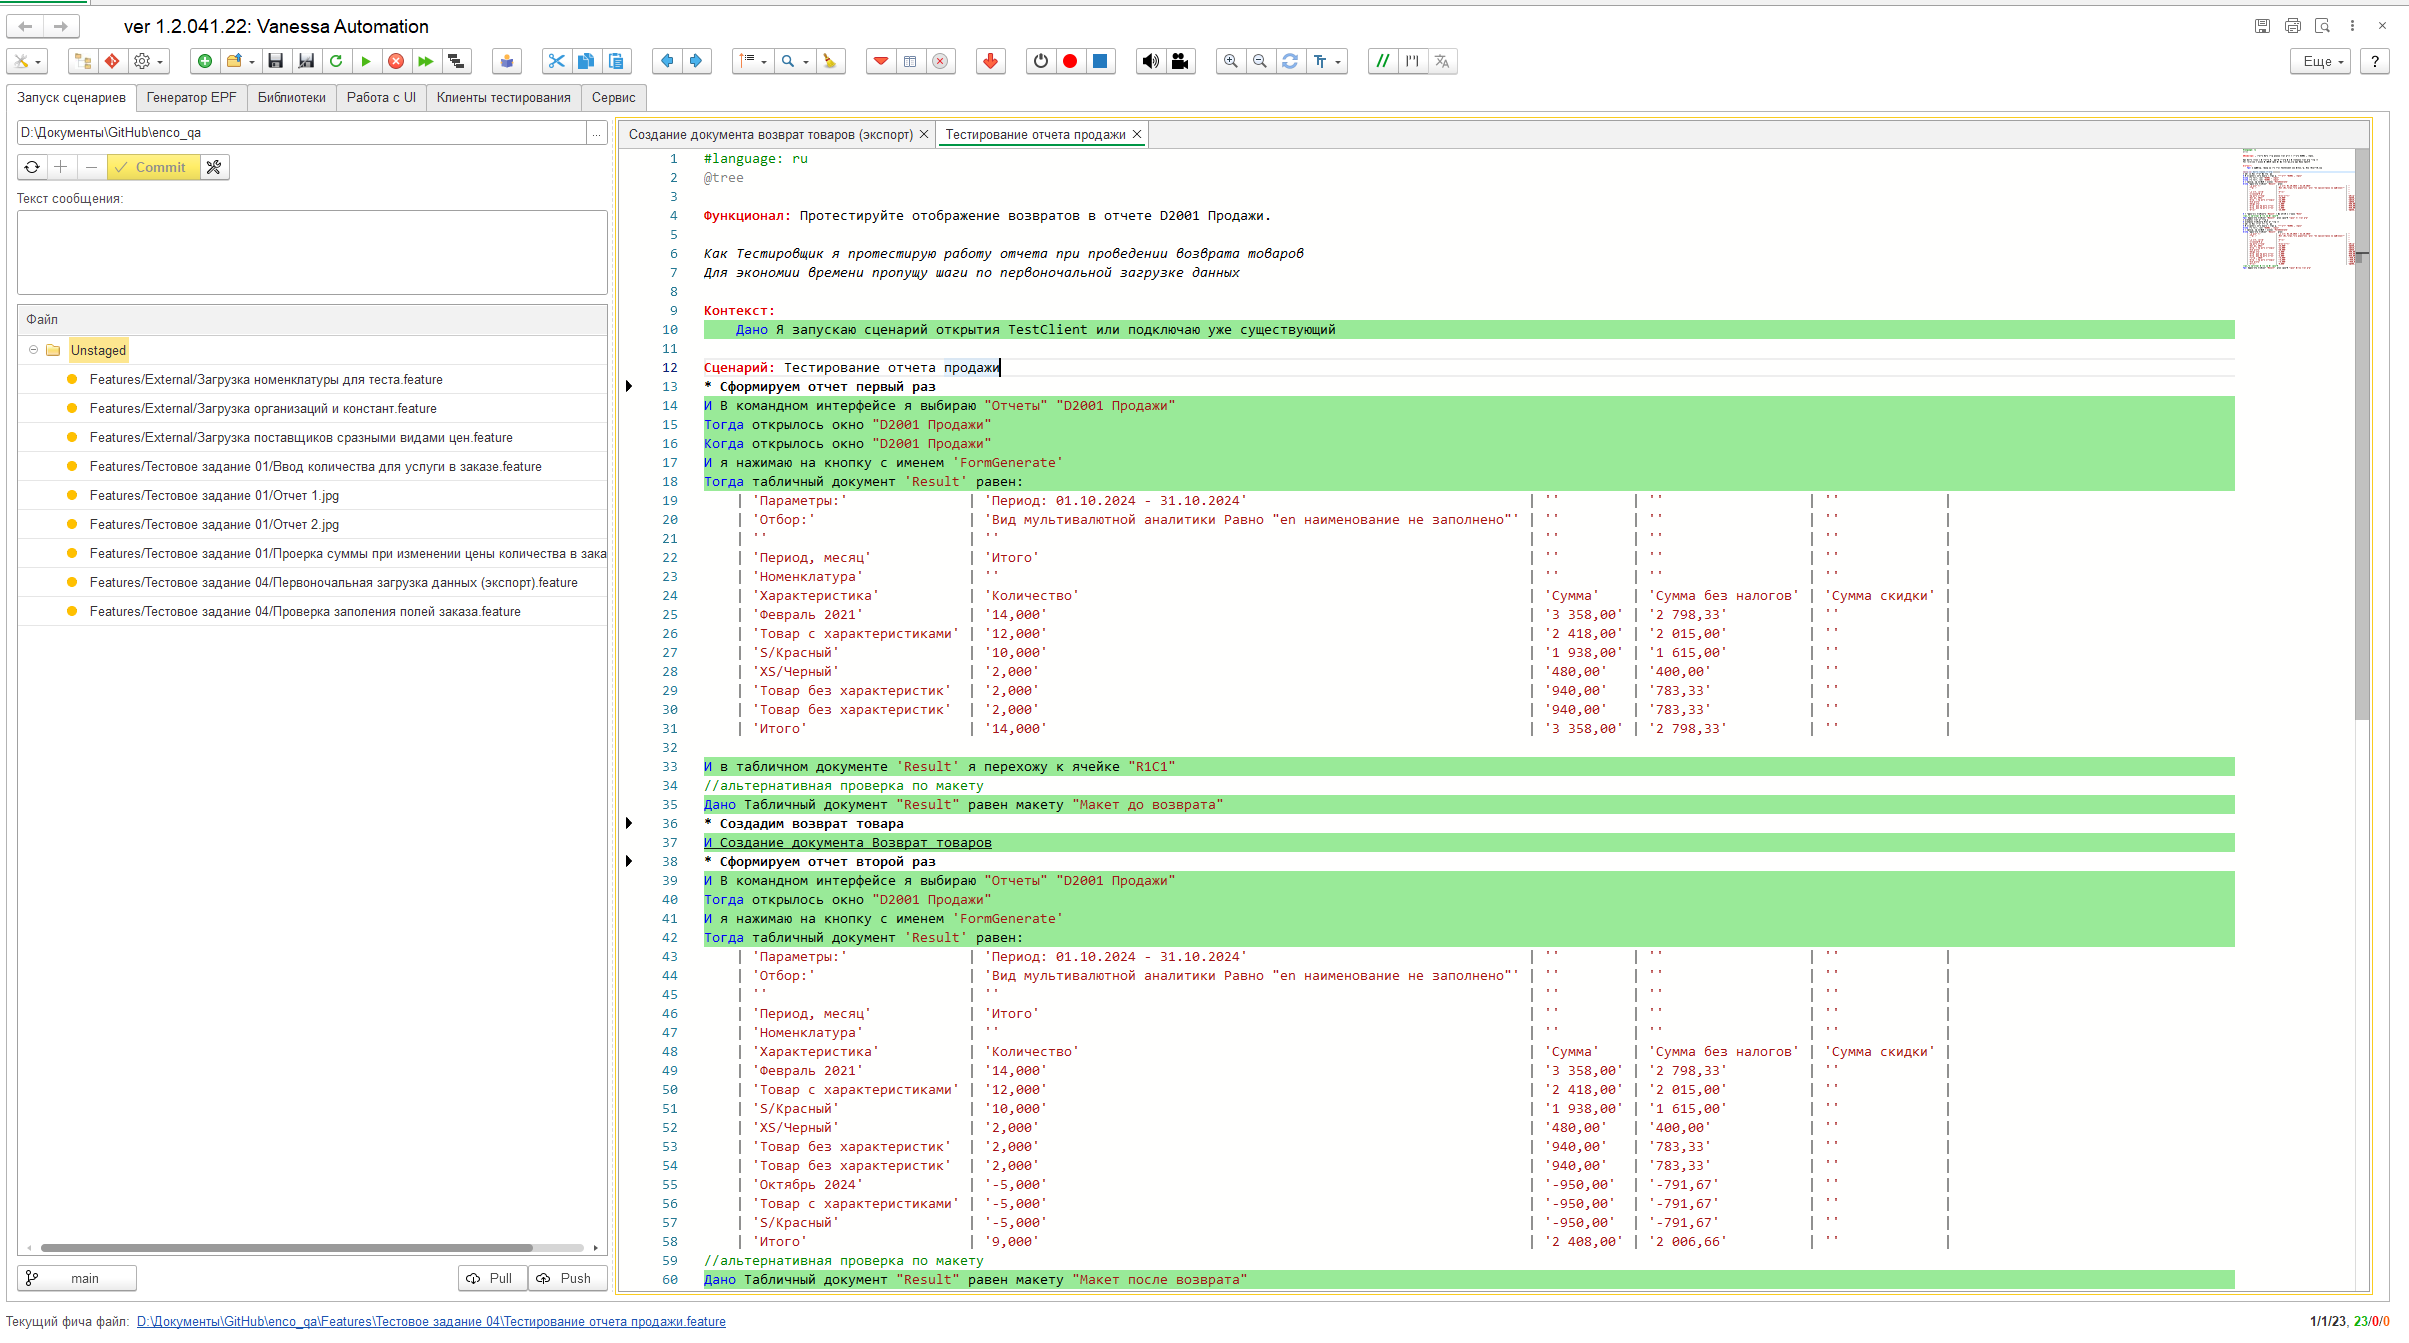 ver 1.2.041.22: Vanessa Automation
Еще
?
Запуск сценариев
Генератор EPF
Библиотеки
Работа с UI
Клиенты тестирования
Сервис
D:\Документы\GitHub\enco_qa
...
Commit
Текст сообщения:
Файл
Unstaged
Features/External/Загрузка номенклатуры для теста.feature
Features/External/Загрузка организаций и констант.feature
Features/External/Загрузка поставщиков сразными видами цен.feature
Features/Тестовое задание 01/Ввод количества для услуги в заказе.feature
Features/Тестовое задание 01/Отчет 1.jpg
Features/Тестовое задание 01/Отчет 2.jpg
Features/Тестовое задание 01/Проерка суммы при изменении цены количества в зака
Features/Тестовое задание 04/Первоночальная загрузка данных (экспорт).feature
Features/Тестовое задание 04/Проверка заполения полей заказа.feature
main
Pull
Push
Создание документа возврат товаров (экспорт)
Тестирование отчета продажи
1 #language: ru
2 @tree
3
4 Функционал: Протестируйте отображение возвратов в отчете D2001 Продажи.
5
6 Как Тестировщик я протестирую работу отчета при проведении возврата товаров
7 Для экономии времени пропущу шаги по первоночальной загрузке данных
8
9 Контекст:
10 Дано Я запускаю сценарий открытия TestClient или подключаю уже существующий
11
12 Сценарий: Тестирование отчета продажи
13 * Сформируем отчет первый раз
14 И В командном интерфейсе я выбираю "Отчеты" "D2001 Продажи"
15 Тогда открылось окно "D2001 Продажи"
16 Когда открылось окно "D2001 Продажи"
17 И я нажимаю на кнопку с именем 'FormGenerate'
18 Тогда табличный документ 'Result' равен:
19 | 'Параметры:' | 'Период: 01.10.2024 - 31.10.2024' | '' | '' | '' |
20 | 'Отбор:' | 'Вид мультивалютной аналитики Равно "en наименование не заполнено"' | '' | '' | '' |
21 | '' | '' | '' | '' | '' |
22 | 'Период, месяц' | 'Итого' | '' | '' | '' |
23 | 'Номенклатура' | '' | '' | '' | '' |
24 | 'Характеристика' | 'Количество' | 'Сумма' | 'Сумма без налогов' | 'Сумма скидки' |
25 | 'Февраль 2021' | '14,000' | '3 358,00' | '2 798,33' | '' |
26 | 'Товар с характеристиками' | '12,000' | '2 418,00' | '2 015,00' | '' |
27 | 'S/Красный' | '10,000' | '1 938,00' | '1 615,00' | '' |
28 | 'XS/Черный' | '2,000' | '480,00' | '400,00' | '' |
29 | 'Товар без характеристик' | '2,000' | '940,00' | '783,33' | '' |
30 | 'Товар без характеристик' | '2,000' | '940,00' | '783,33' | '' |
31 | 'Итого' | '14,000' | '3 358,00' | '2 798,33' | '' |
32
33 И в табличном документе 'Result' я перехожу к ячейке "R1C1"
34 //альтернативная проверка по макету
35 Дано Табличный документ "Result" равен макету "Макет до возврата"
36 * Создадим возврат товара
37 И Создание документа Возврат товаров
38 * Сформируем отчет второй раз
39 И В командном интерфейсе я выбираю "Отчеты" "D2001 Продажи"
40 Тогда открылось окно "D2001 Продажи"
41 И я нажимаю на кнопку с именем 'FormGenerate'
42 Тогда табличный документ 'Result' равен:
43 | 'Параметры:' | 'Период: 01.10.2024 - 31.10.2024' | '' | '' | '' |
44 | 'Отбор:' | 'Вид мультивалютной аналитики Равно "en наименование не заполнено"' | '' | '' | '' |
45 | '' | '' | '' | '' | '' |
46 | 'Период, месяц' | 'Итого' | '' | '' | '' |
47 | 'Номенклатура' | '' | '' | '' | '' |
48 | 'Характеристика' | 'Количество' | 'Сумма' | 'Сумма без налогов' | 'Сумма скидки' |
49 | 'Февраль 2021' | '14,000' | '3 358,00' | '2 798,33' | '' |
50 | 'Товар с характеристиками' | '12,000' | '2 418,00' | '2 015,00' | '' |
51 | 'S/Красный' | '10,000' | '1 938,00' | '1 615,00' | '' |
52 | 'XS/Черный' | '2,000' | '480,00' | '400,00' | '' |
53 | 'Товар без характеристик' | '2,000' | '940,00' | '783,33' | '' |
54 | 'Товар без характеристик' | '2,000' | '940,00' | '783,33' | '' |
55 | 'Октябрь 2024' | '-5,000' | '-950,00' | '-791,67' | '' |
56 | 'Товар с характеристиками' | '-5,000' | '-950,00' | '-791,67' | '' |
57 | 'S/Красный' | '-5,000' | '-950,00' | '-791,67' | '' |
58 | 'Итого' | '9,000' | '2 408,00' | '2 006,66' | '' |
59 //альтернативная проверка по макету
60 Дано Табличный документ "Result" равен макету "Макет после возврата"
Текущий фича файл: D:\Документы\GitHub\enco_qa\Features\Тестовое задание 04\Тестирование отчета продажи.feature
1/1/23, 23/0/0